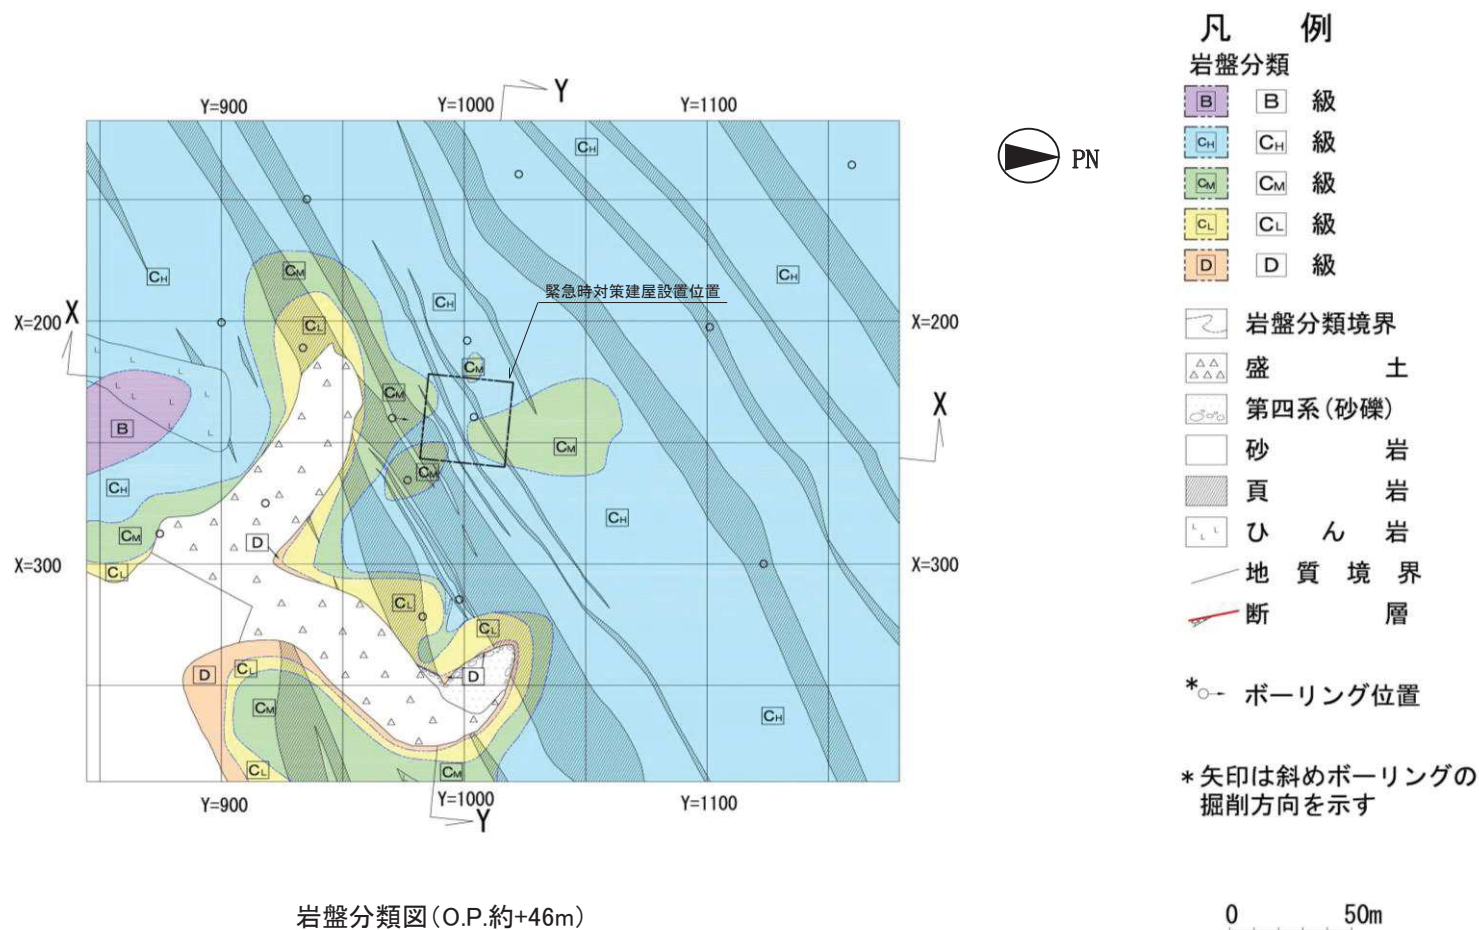 Y
Y=900
Y=1000
Y=1100
CH
CH
CM
CH
CH
緊急時対策建屋設置位置
X=200
X
CL
X=200
CM
CM
X
B
CM
CM
CH
CH
CM
D
X=300
CL
X=300
CL
CL
D
CL
D
CM
CH
CL
CM
Y=900
Y=1000
Y=1100
Y
PN
岩盤分類図(O.P.約+46m)
凡 例
岩盤分類
B B 級
CH CH 級
CM CM 級
CL CL 級
D D 級
岩盤分類境界
盛 土
第四系(砂礫)
砂 岩
頁 岩
ひ ん 岩
地 質 境 界
断 層
*ボーリング位置
*矢印は斜めボーリングの
掘削方向を示す
0 50m